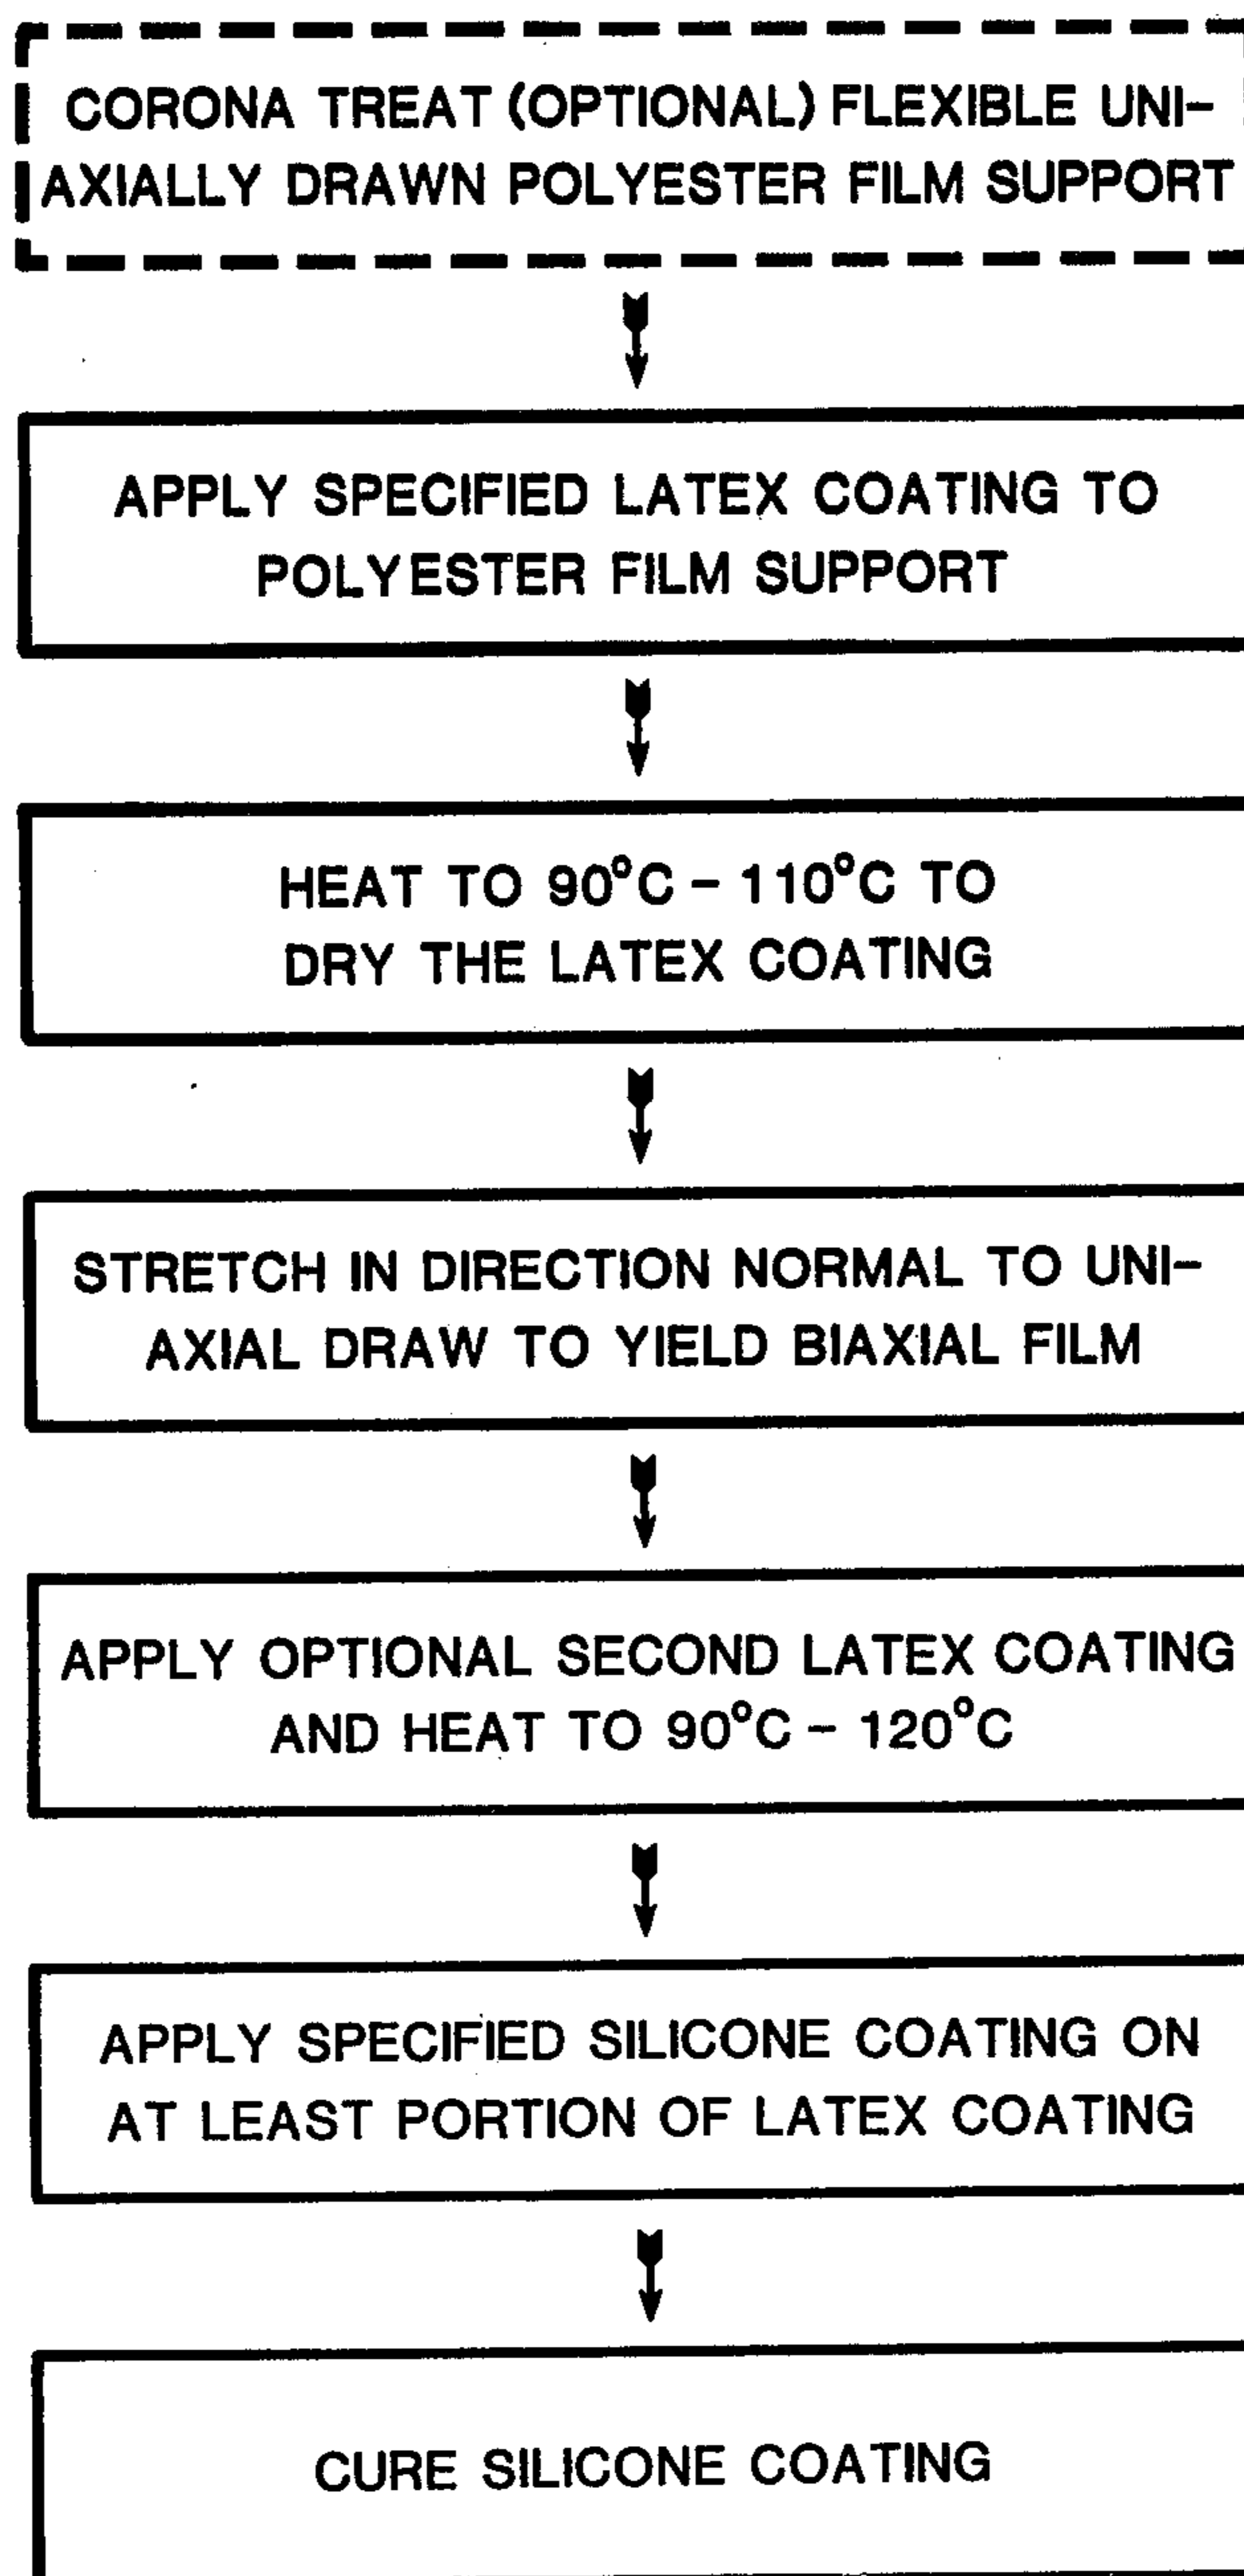 CORONA TREAT (OPTIONAL) FLEXIBLE UNI-
AXIALLY DRAWN POLYESTER FILM SUPPORT
APPLY SPECIFIED LATEX COATING TO
POLYESTER FILM SUPPORT
HEAT TO 90°C - 110°C TO
DRY THE LATEX COATING
STRETCH IN DIRECTION NORMAL TO UNI-
AXIAL DRAW TO YIELD BIAXIAL FILM
APPLY OPTIONAL SECOND LATEX COATING
AND HEAT TO 90°C - 120°C
APPLY SPECIFIED SILICONE COATING ON
AT LEAST PORTION OF LATEX COATING
CURE SILICONE COATING